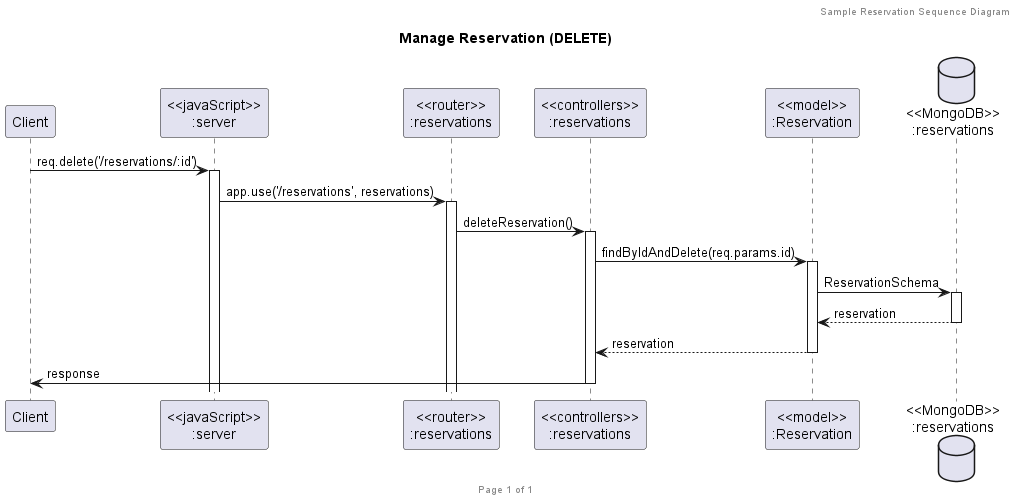 Sample Reservation Sequence Diagram
Manage Reservation (DELETE)
Client
<<javaScript>>
:server
<<router>>
:reservations
<<controllers>>
:reservations
<<model>>
:Reservation
<<MongoDB>>
:reservations
req.delete('/reservations/:id')
app.use('/reservations', reservations)
deleteReservation()
findByIdAndDelete(req.params.id)
ReservationSchema
reservation
reservation
response
Client
<<javaScript>>
:server
<<router>>
:reservations
<<controllers>>
:reservations
<<model>>
:Reservation
<<MongoDB>>
:reservations
Page 1 of 1